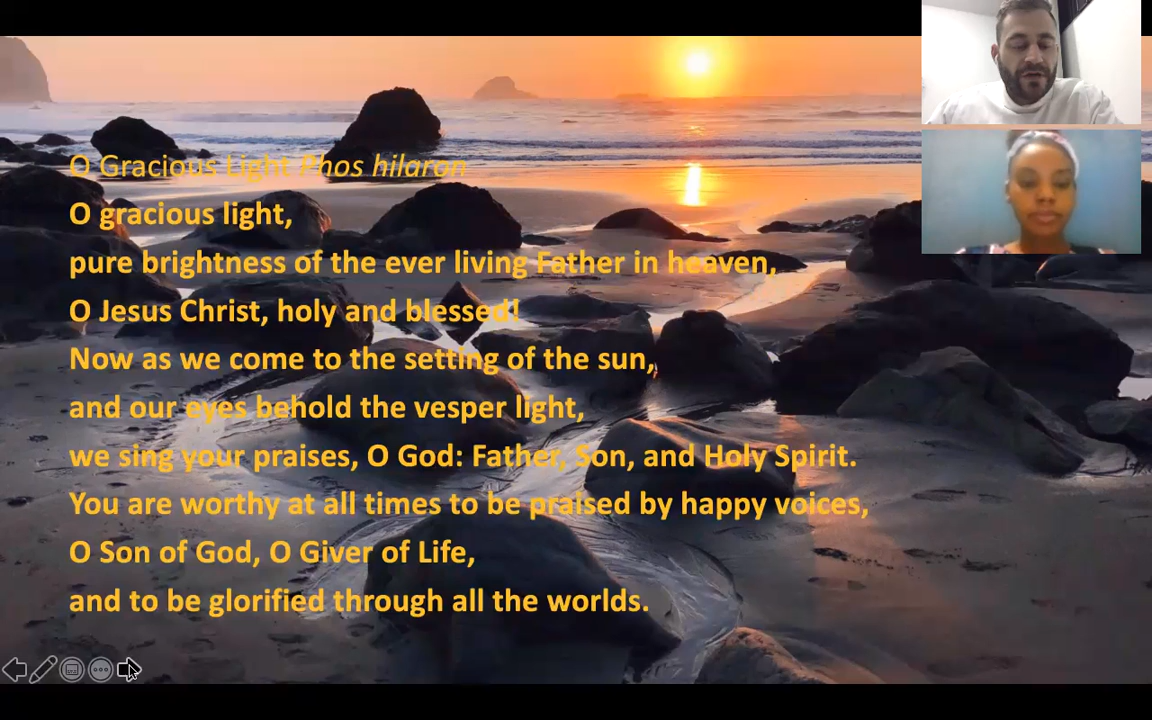 O Gracious Light Phos hilaron
O gracious light,
pure brightness of the ever living Father in heaven,
O Jesus Christ, holy and blessed!
Now as we come to the setting of the sun,
and our eyes behold the vesper light,
we sing your praises, O God: Father, Son, and Holy Spirit.
You are worthy at all times to be praised by happy voices,
O Son of God, O Giver of Life,
and to be glorified through all the worlds.